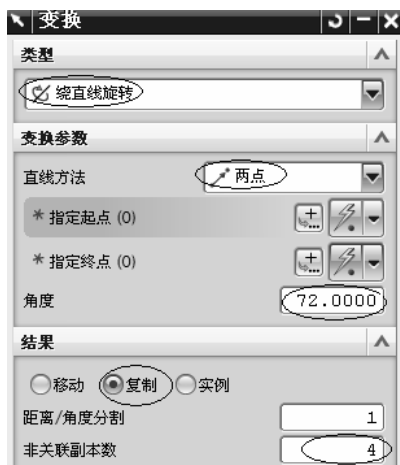 变换
类型
绕直线旋转
变换参数
直线方法 两点
* 指定起点 (0)
* 指定终点 (0)
角度 72.0000
结果
移动 复制 实例
距离/角度分割 1
非关联副本数 4